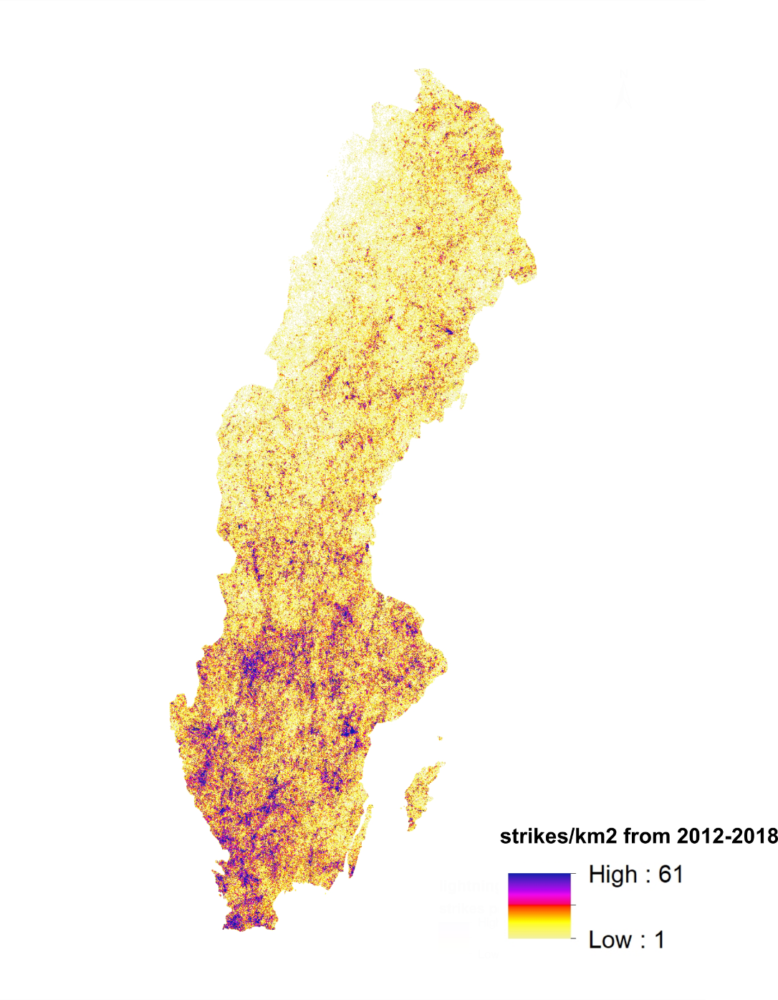 strikes/km2 from 2012-2018
High : 61
Low : 1